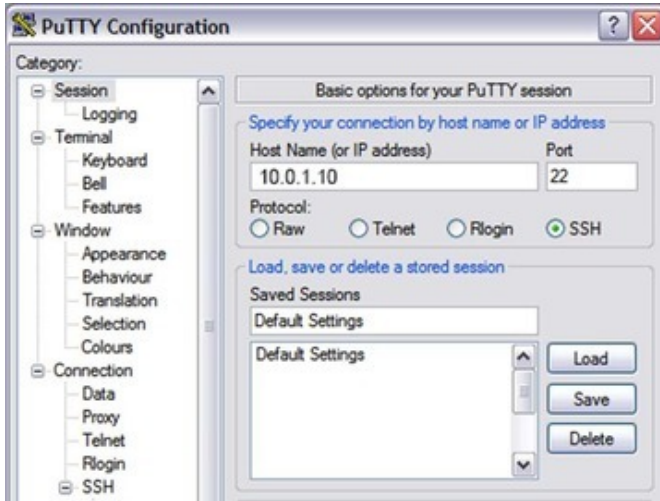 PuTTY Configuration
?
X
Category:
Session
Logging
Terminal
Keyboard
Bell
Features
Window
Appearance
Behaviour
Translation
Selection
Colours
Connection
Data
Proxy
Telnet
Rlogin
SSH
Basic options for your PuTTY session
Specify your connection by host name or IP address
Host Name (or IP address) Port
10.0.1.10 22
Protocol:
Raw Telnet Rlogin SSH
Load, save or delete a stored session
Saved Sessions
Default Settings
Default Settings
Load
Save
Delete